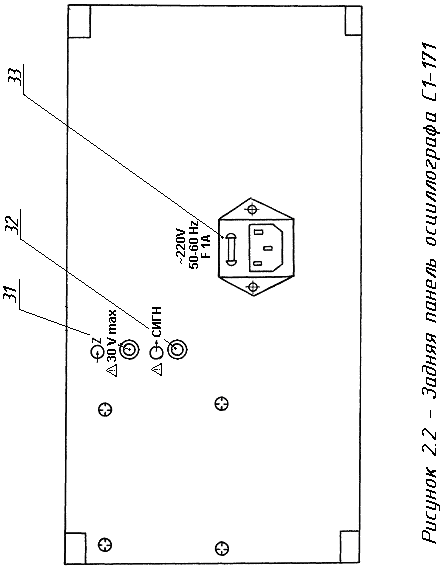 31
32
33
Z
30 V max
СИГН
~220V
50-60 Hz
F 1A
Рисунок 2.2 - Задняя панель осциллографа С1-171